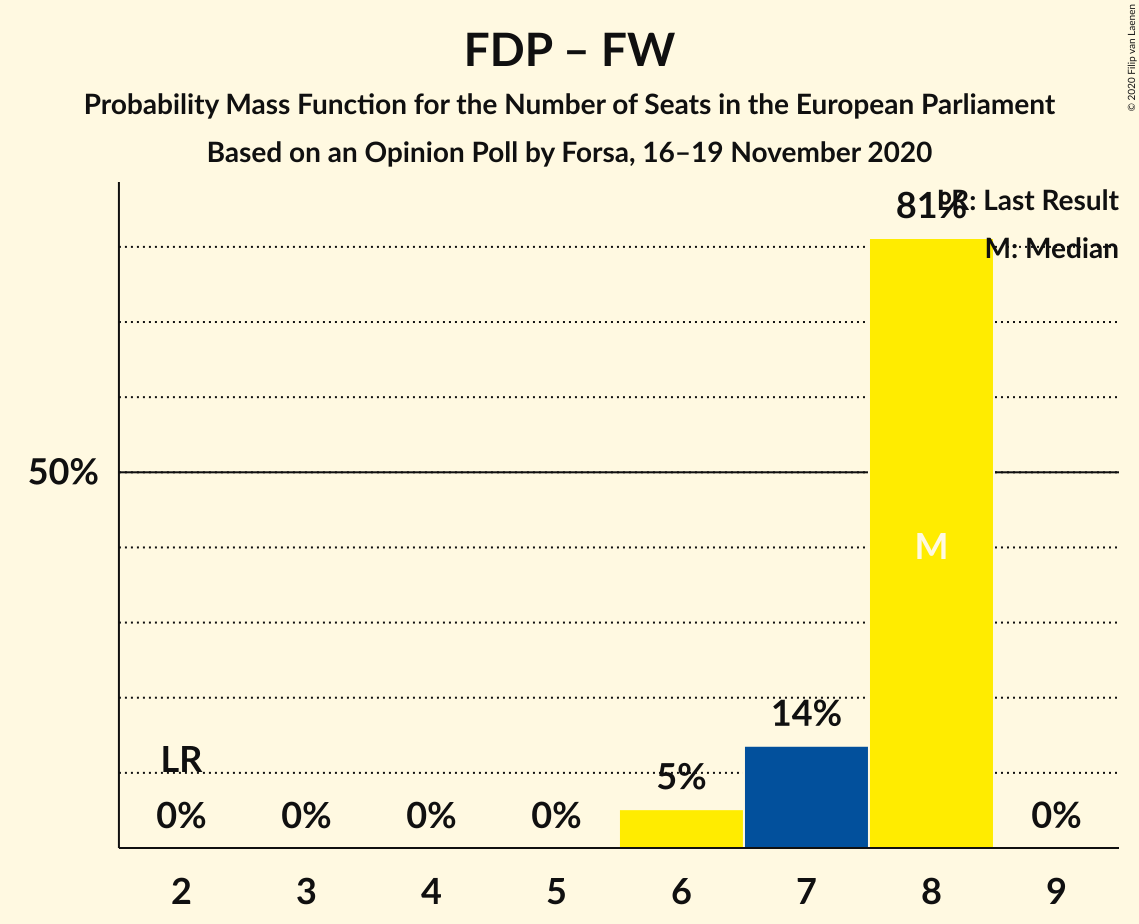 FDP – FW
Probability Mass Function for the Number of Seats in the European Parliament
Based on an Opinion Poll by Forsa, 16–19 November 2020
© 2020 Filip van Laenen
LR: Last Result
M: Median
81%
50%
M
14%
LR
5%
0% 0% 0% 0% 0%
2 3 4 5 6 7 8 9